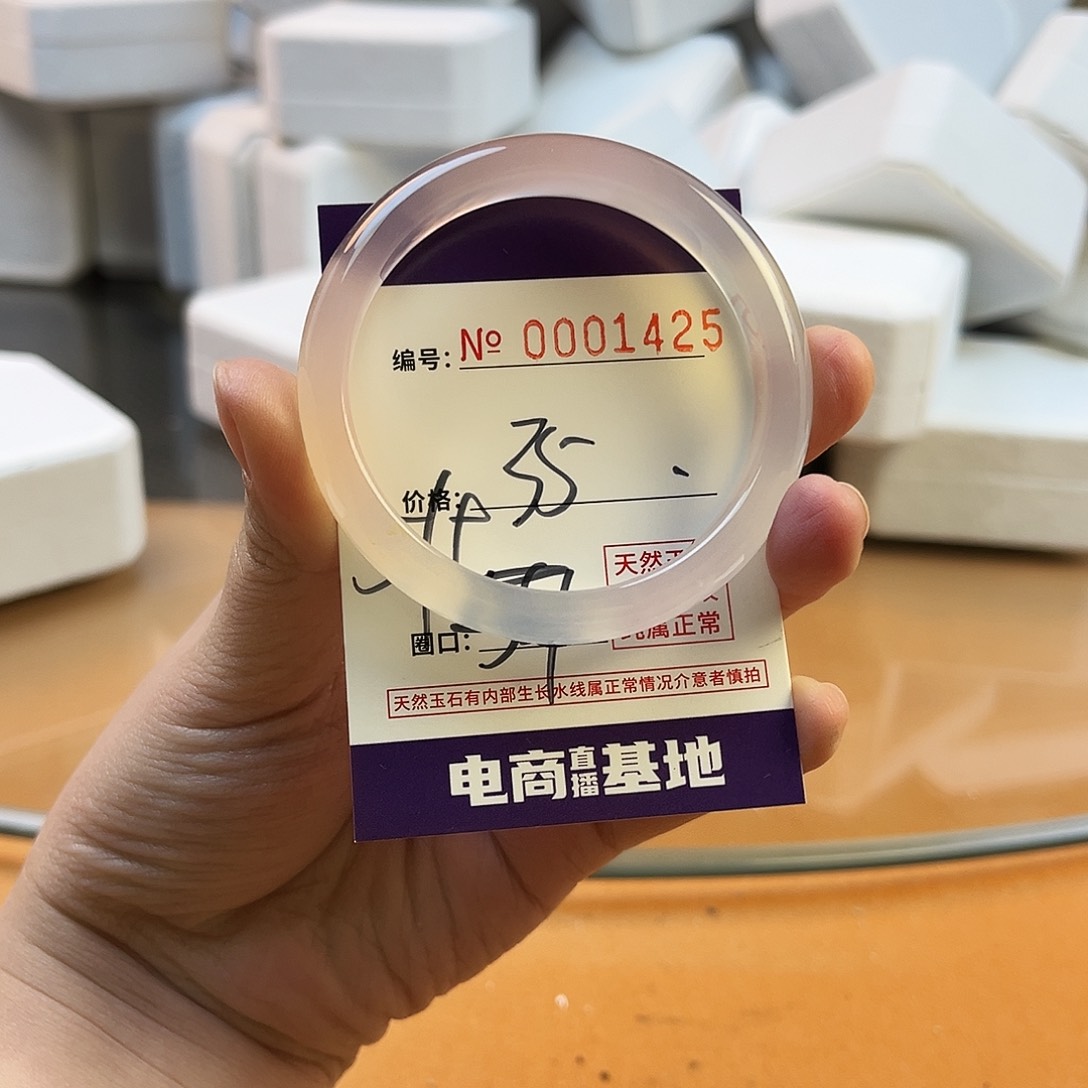 编号: № 0001425
价格:
天然玉
圈口: 属正常
天然玉石有内部生长水线属正常情况介意者慎拍
电商直播基地